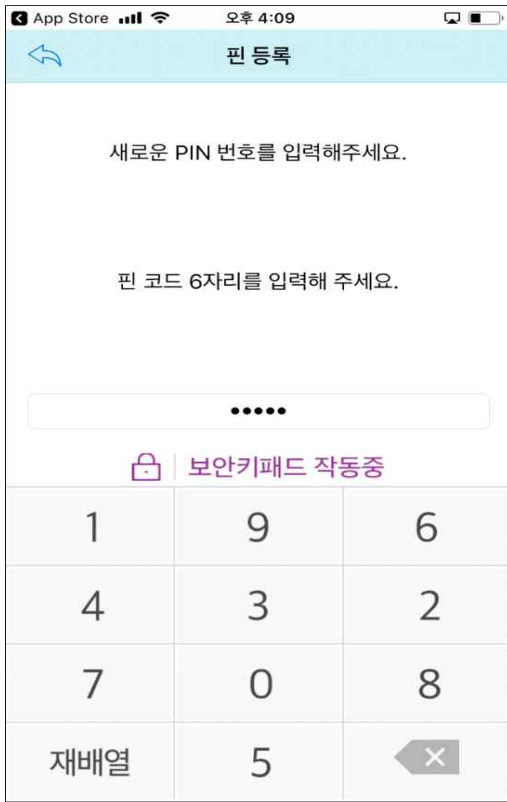 App Store 오후 4:09
핀 등록
새로운 PIN 번호를 입력해주세요.
핀 코드 6자리를 입력해 주세요.
•••••
보안키패드 작동중
1 9 6
4 3 2
7 0 8
재배열 5